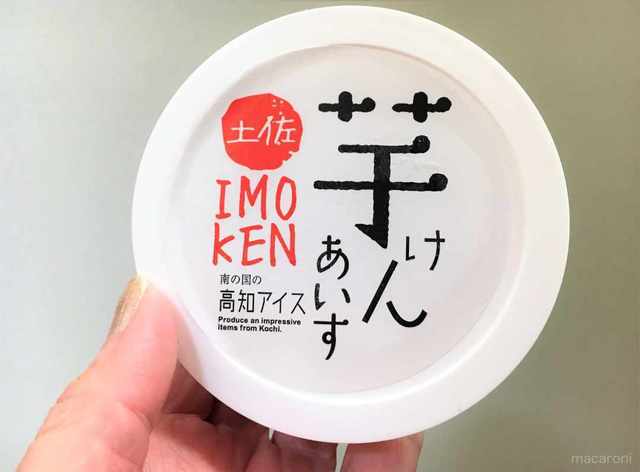 芋けん
あいす
土佐
IMO
KEN
南の国の
高知アイス
Produce an impressive
items from Kochi.
macaroni